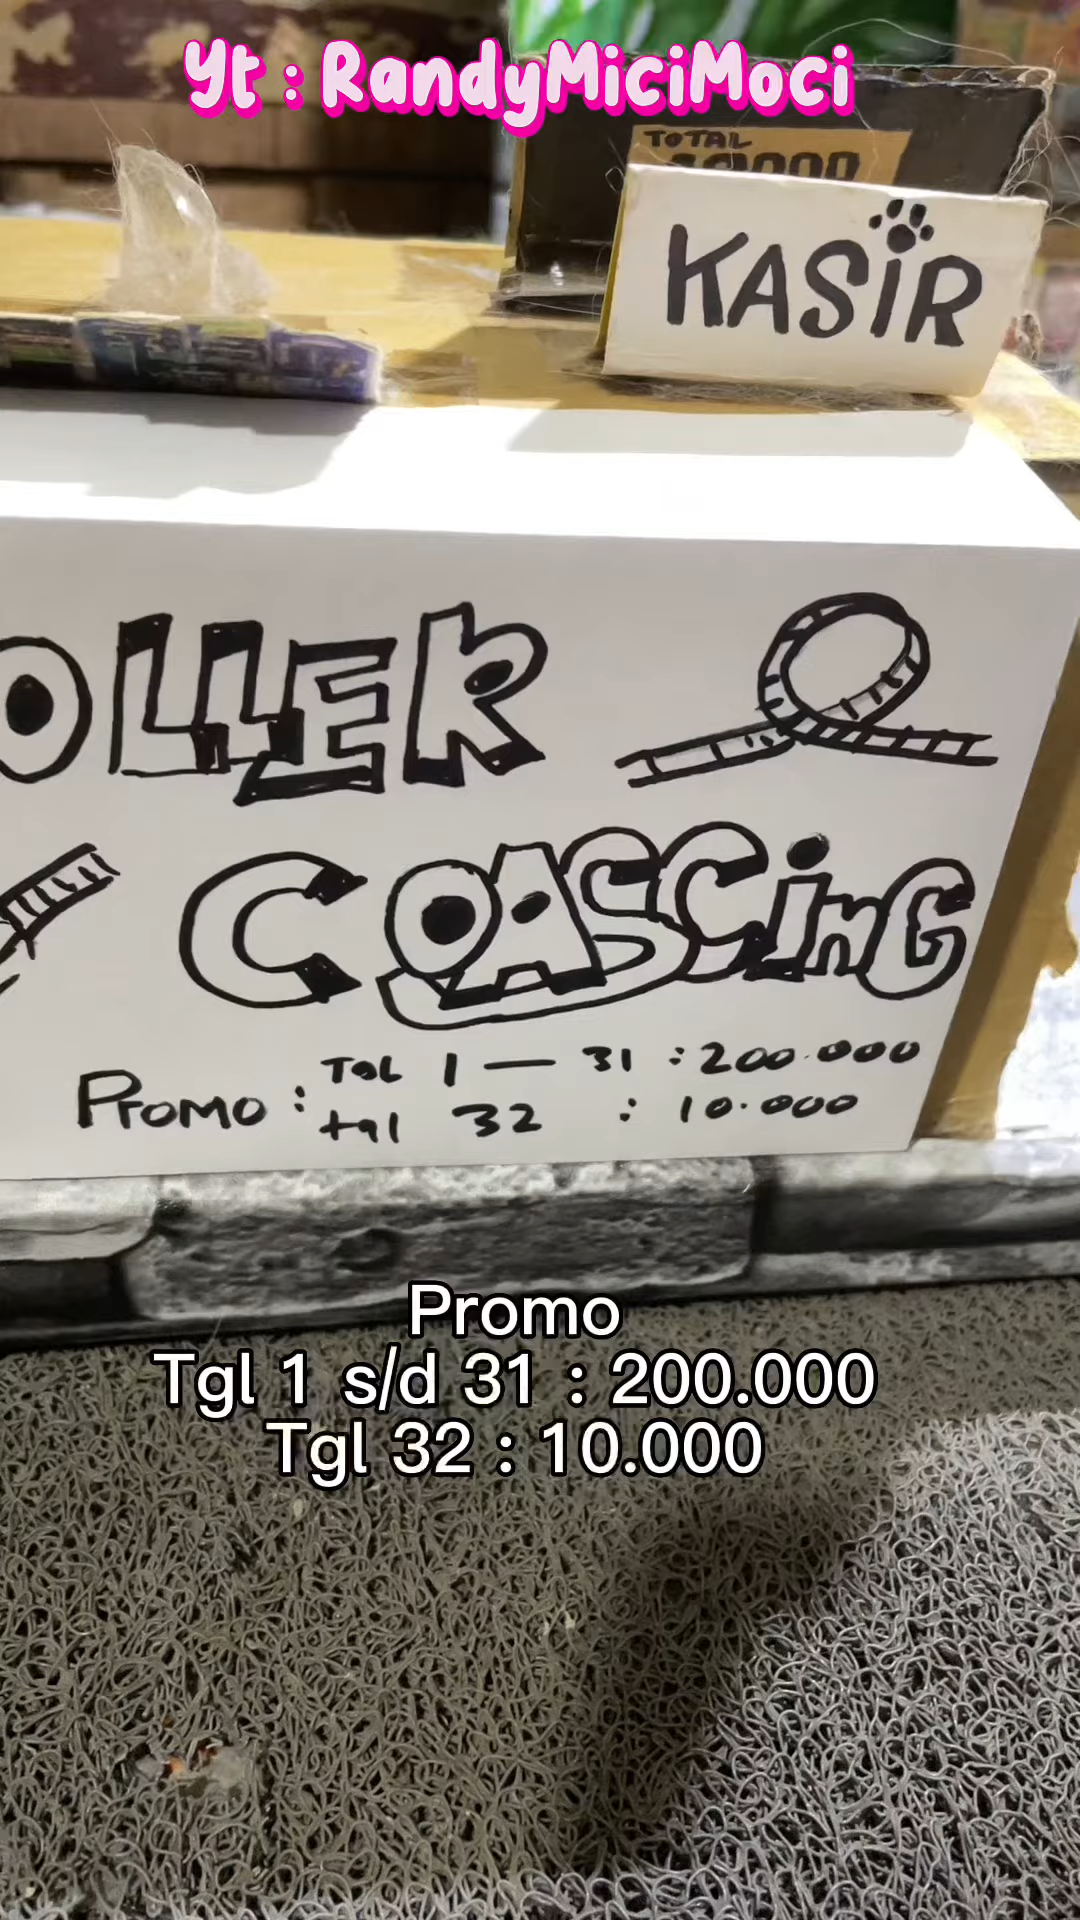 Yt : RandyMiciMoci
TOTAL
KASIR
OLLER
COASCinG
Promo : TGL 1 — 31 : 200.000
tgl 32 : 10.000
Promo
Tgl 1 s/d 31 : 200.000
Tgl 32 : 10.000